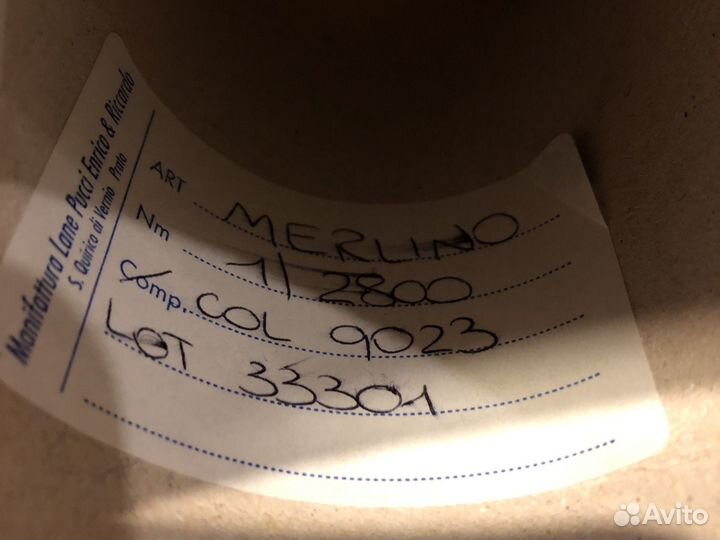 Manifattura Lane Pucci Enrico & Riccardo
S. Quirico di Vernio Prato
ART MERLINO
Nm 1/2800
Comp. COL 9023
LOT 33301
Avito